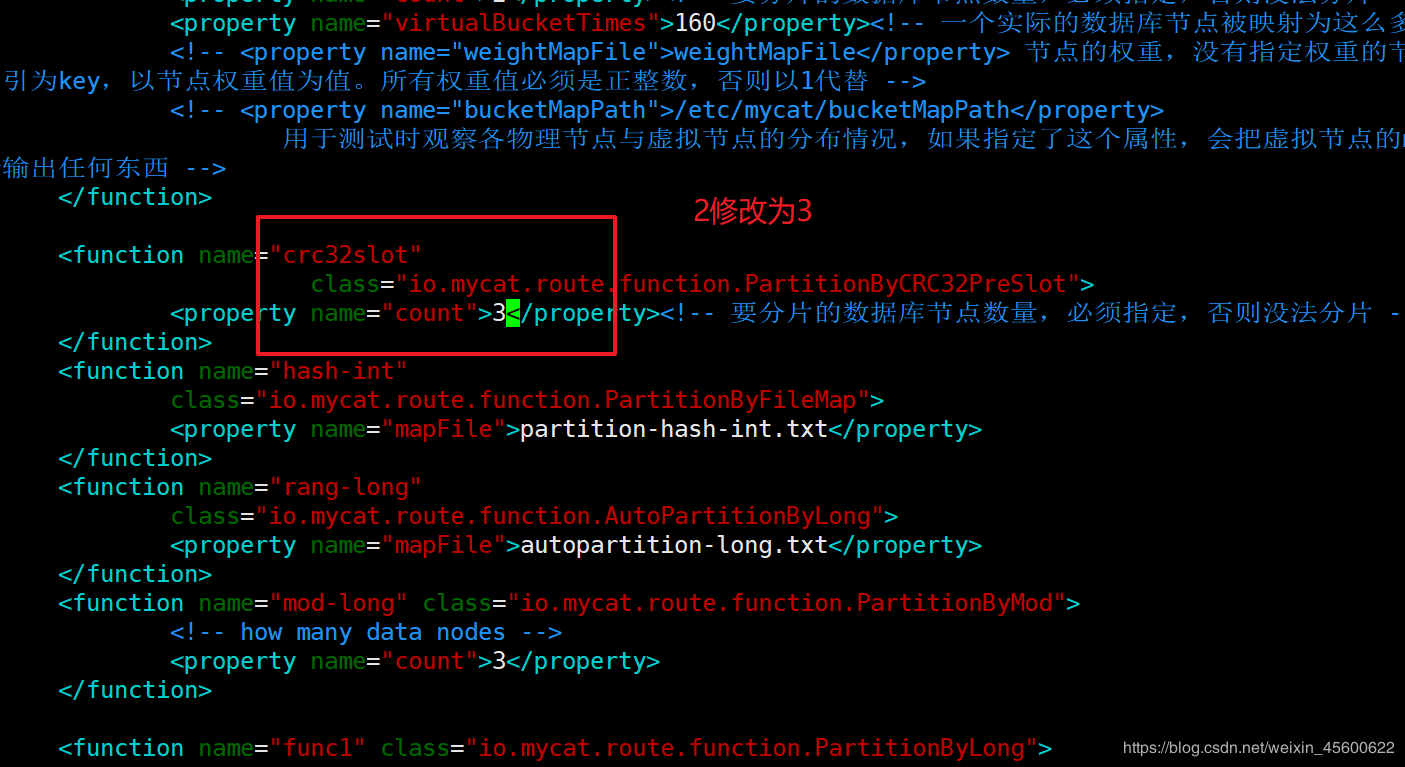 <property name="virtualBucketTimes">160</property><!-- 一个实际的数据库节点被映射为这么多
<!-- <property name="weightMapFile">weightMapFile</property> 节点的权重，没有指定权重的节
引为key，以节点权重值为值。所有权重值必须是正整数，否则以1代替 -->
<!-- <property name="bucketMapPath">/etc/mycat/bucketMapPath</property>
用于测试时观察各物理节点与虚拟节点的分布情况，如果指定了这个属性，会把虚拟节点的
输出任何东西 -->
</function>
2修改为3
<function name="crc32slot"
class="io.mycat.route.function.PartitionByCRC32PreSlot">
<property name="count">3</property><!-- 要分片的数据库节点数量，必须指定，否则没法分片 -
</function>
<function name="hash-int"
class="io.mycat.route.function.PartitionByFileMap">
<property name="mapFile">partition-hash-int.txt</property>
</function>
<function name="rang-long"
class="io.mycat.route.function.AutoPartitionByLong">
<property name="mapFile">autopartition-long.txt</property>
</function>
<function name="mod-long" class="io.mycat.route.function.PartitionByMod">
<!-- how many data nodes -->
<property name="count">3</property>
</function>
<function name="func1" class="io.mycat.route.function.PartitionByLong">
https://blog.csdn.net/weixin_45600622